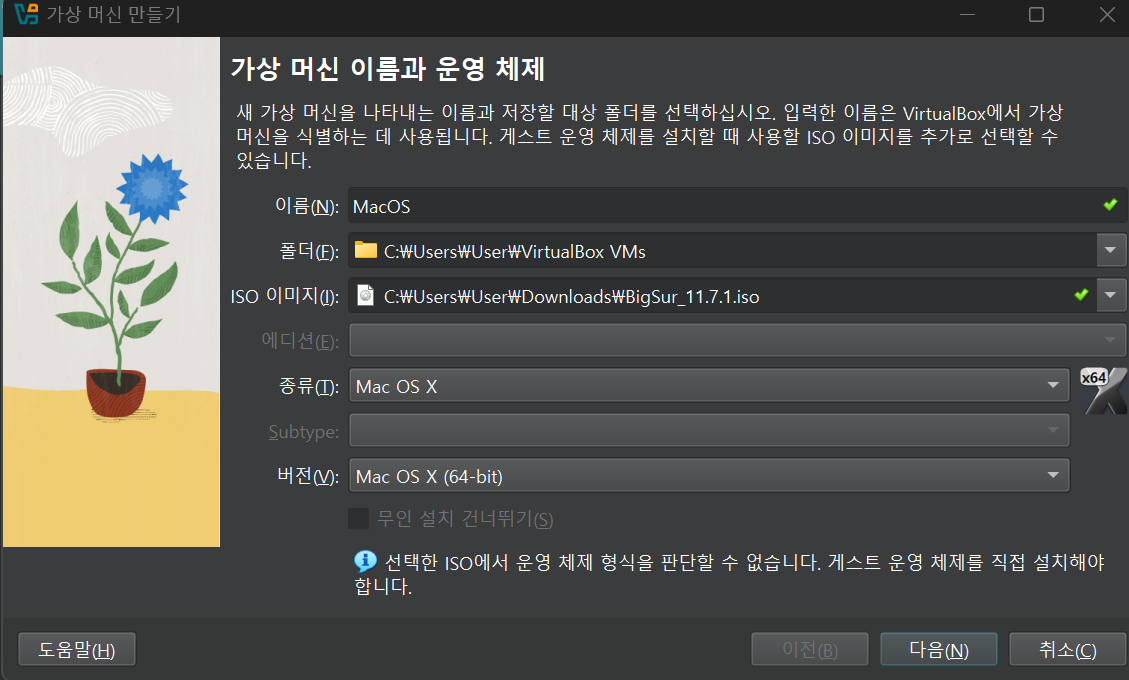 가상 머신 만들기
가상 머신 이름과 운영 체제
새 가상 머신을 나타내는 이름과 저장할 대상 폴더를 선택하십시오. 입력한 이름은 VirtualBox에서 가상
머신을 식별하는 데 사용됩니다. 게스트 운영 체제를 설치할 때 사용할 ISO 이미지를 추가로 선택할 수
있습니다.
이름(N): MacOS
폴더(F): C:₩Users₩User₩VirtualBox VMs
ISO 이미지(I): C:₩Users₩User₩Downloads₩BigSur_11.7.1.iso
에디션(E):
종류(T): Mac OS X x64
Subtype:
버전(V): Mac OS X (64-bit)
무인 설치 건너뛰기(S)
선택한 ISO에서 운영 체제 형식을 판단할 수 없습니다. 게스트 운영 체제를 직접 설치해야
합니다.
도움말(H) 이전(B) 다음(N) 취소(C)